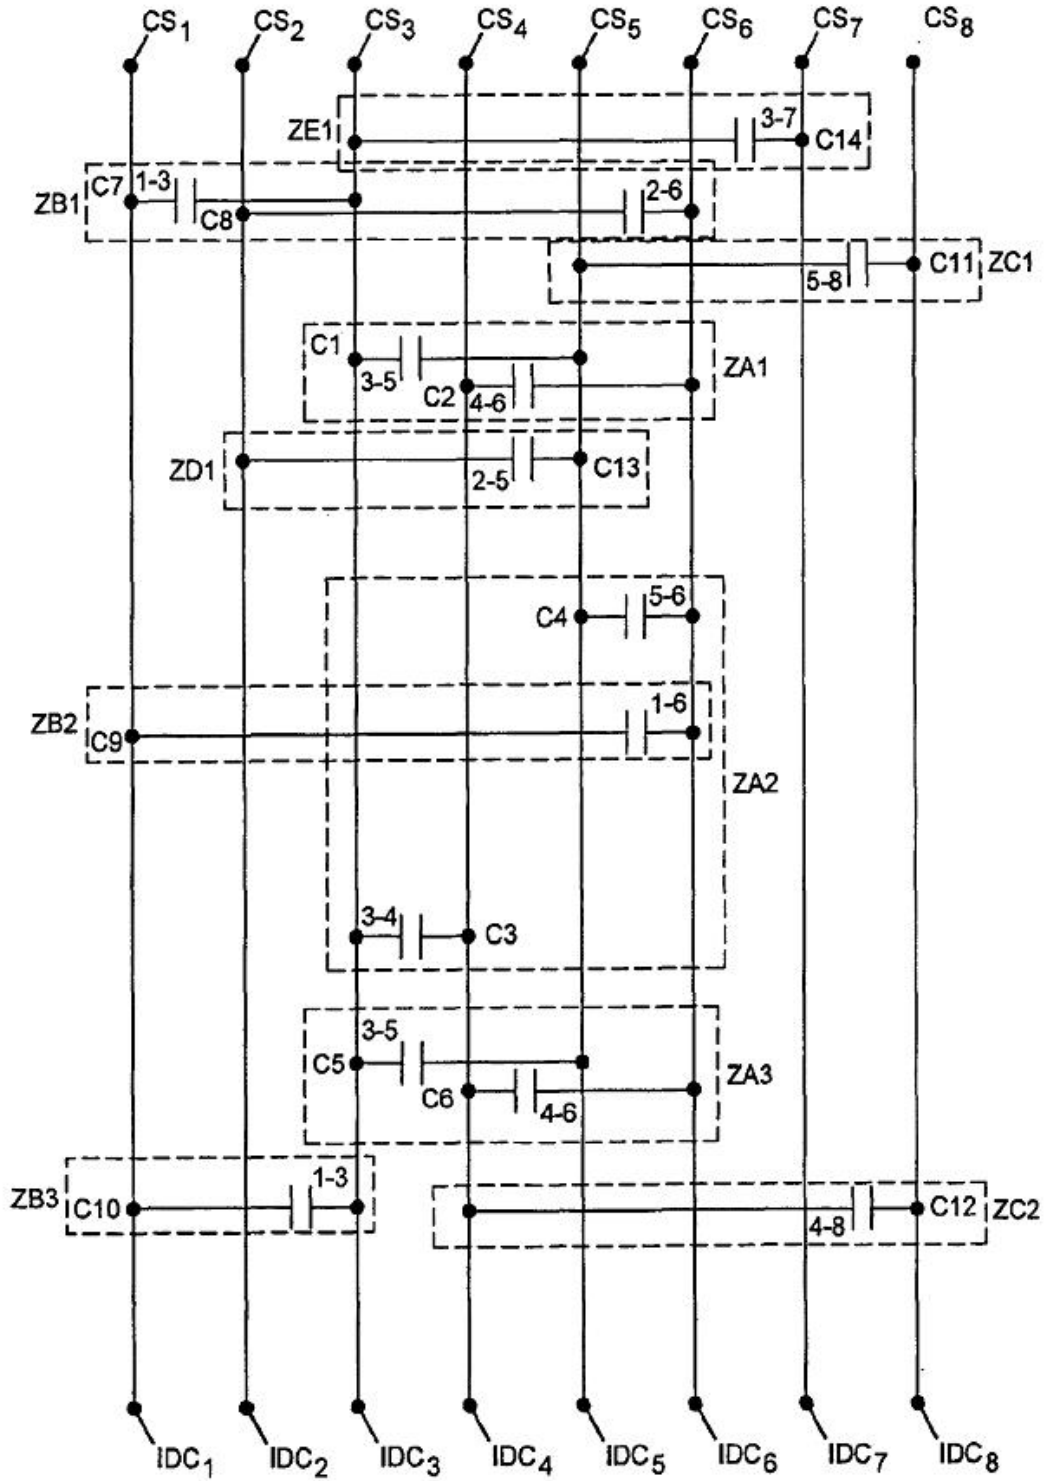 CS1 CS2 CS3 CS4 CS5 CS6 CS7 CS8
ZE1 3-7 C14
ZB1 C7 1-3 C8 2-6
5-8 C11 ZC1
C1 3-5 C2 4-6 ZA1
ZD1 2-5 C13
C4 5-6
ZB2 C9 1-6
ZA2
3-4 C3
3-5
C5 C6 4-6 ZA3
ZB3 C10 1-3 4-8 C12 ZC2
IDC1 IDC2 IDC3 IDC4 IDC5 IDC6 IDC7 IDC8